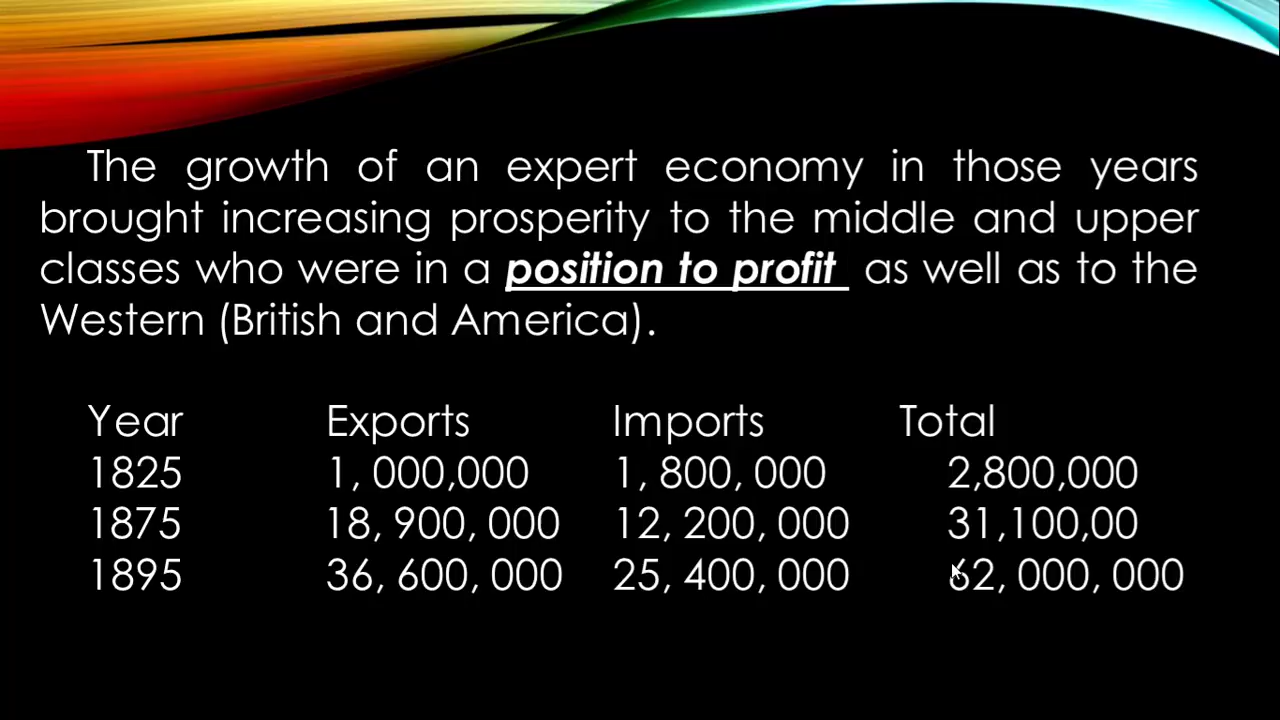 The growth of an expert economy in those years
brought increasing prosperity to the middle and upper
classes who were in a position to profit as well as to the
Western (British and America).
Year Exports Imports Total
1825 1, 000,000 1, 800, 000 2,800,000
1875 18, 900, 000 12, 200, 000 31,100,00
1895 36, 600, 000 25, 400, 000 62, 000, 000